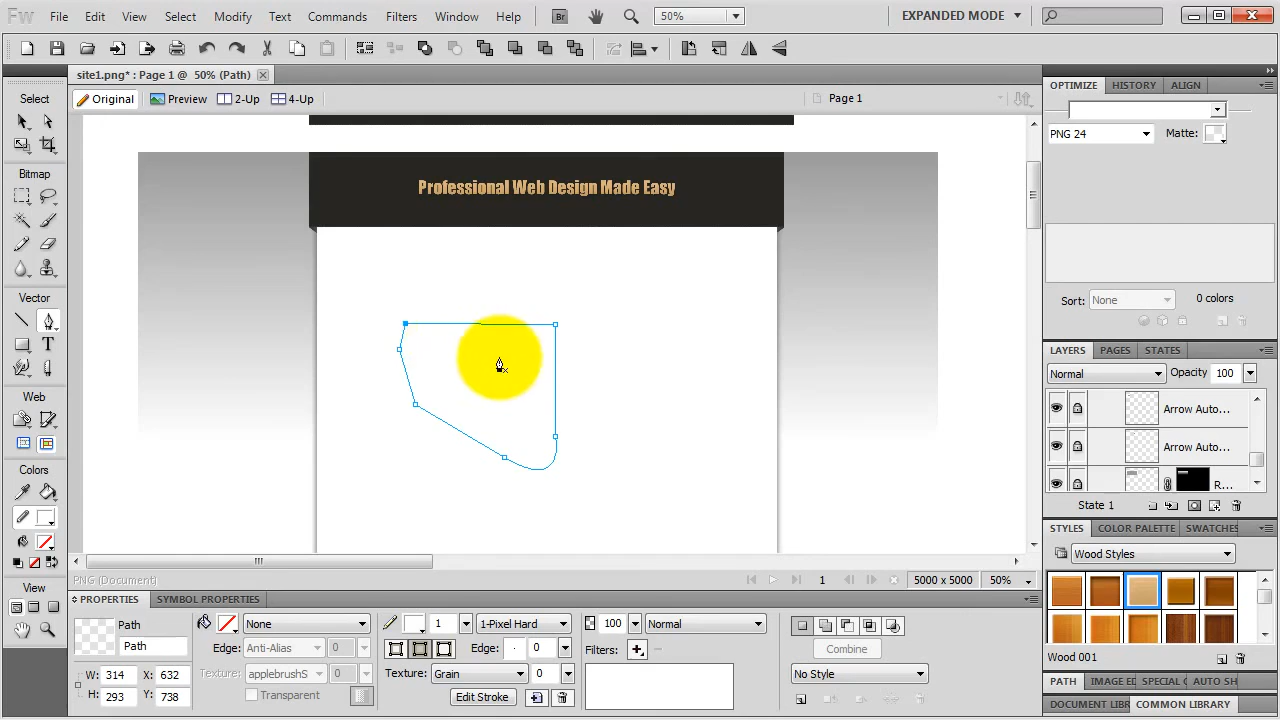 Fw File Edit View Select Modify Text Commands Filters Window Help Br 50% EXPANDED MODE
site1.png* : Page 1 @ 50% (Path)
Original Preview 2-Up 4-Up Page 1
Select
Bitmap
Vector
Web
Colors
View
Professional Web Design Made Easy
OPTIMIZE HISTORY ALIGN
PNG 24 Matte:
Sort: None 0 colors
LAYERS PAGES STATES
Normal Opacity 100
Arrow Auto...
Arrow Auto...
R...
State 1
STYLES COLOR PALETTE SWATCHES
Wood Styles
Wood 001
PATH IMAGE ED SPECIAL C AUTO SH
DOCUMENT LIBR COMMON LIBRARY
PNG (Document) 1 5000 x 5000 50%
PROPERTIES SYMBOL PROPERTIES
Path
Path
W: 314 X: 632
H: 293 Y: 738
None
Edge: Anti-Alias 0
Texture: applebrushS 0
Transparent
1 1-Pixel Hard
Edge: 0
Texture: Grain 0
Edit Stroke
100 Normal
Filters:
Combine
No Style